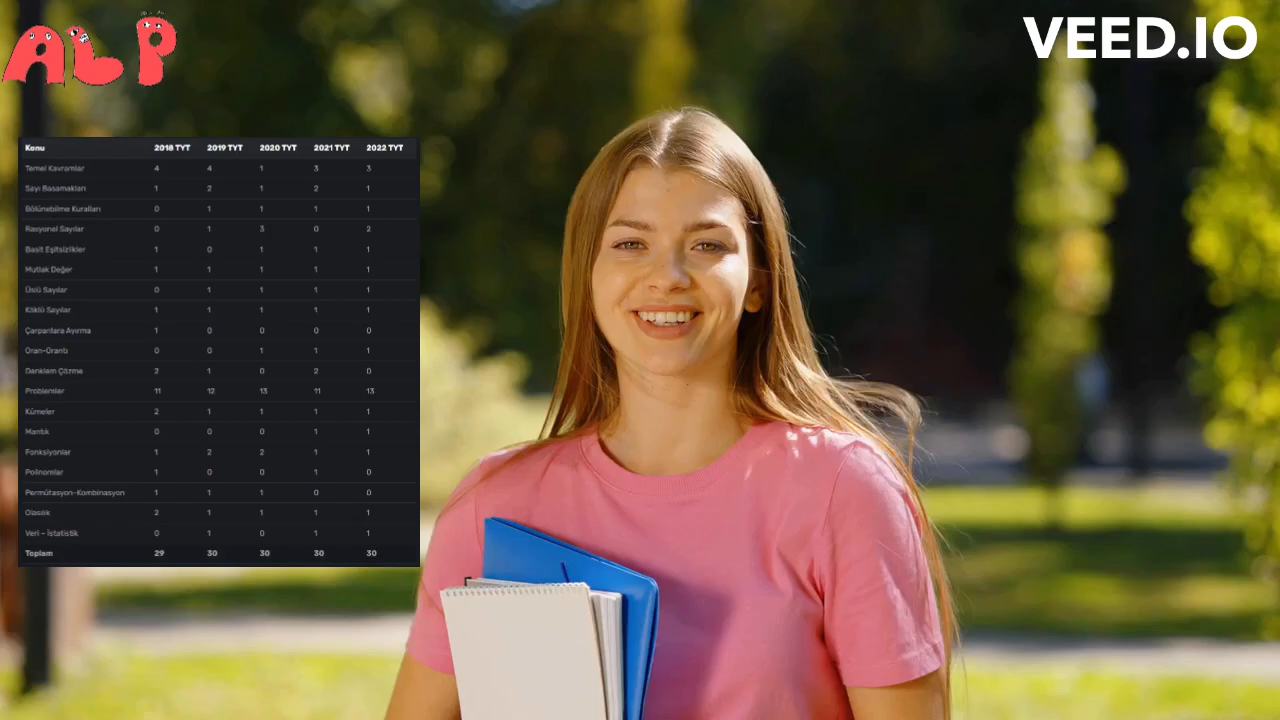 ALP
VEED.IO
Konu 2018 TYT 2019 TYT 2020 TYT 2021 TYT 2022 TYT
Temel Kavramlar 4 4 1 3 3
Sayı Basamakları 1 2 1 2 1
Bölünebilme Kuralları 0 1 1 1 1
Rasyonel Sayılar 0 1 3 0 2
Basit Eşitsizlikler 1 0 1 1 1
Mutlak Değer 1 1 1 1 1
Üslü Sayılar 0 1 1 1 1
Köklü Sayılar 1 1 1 1 1
Çarpanlara Ayırma 1 0 0 0 0
Oran-Orantı 0 0 1 1 1
Denklem Çözme 2 1 0 2 0
Problemler 11 12 13 11 13
Kümeler 2 1 1 1 1
Mantık 0 0 0 1 1
Fonksiyonlar 1 2 2 1 1
Polinomlar 1 0 0 1 0
Permütasyon-Kombinasyon 1 1 1 0 0
Olasılık 2 1 1 1 1
Veri – İstatistik 0 1 0 1 1
Toplam 29 30 30 30 30